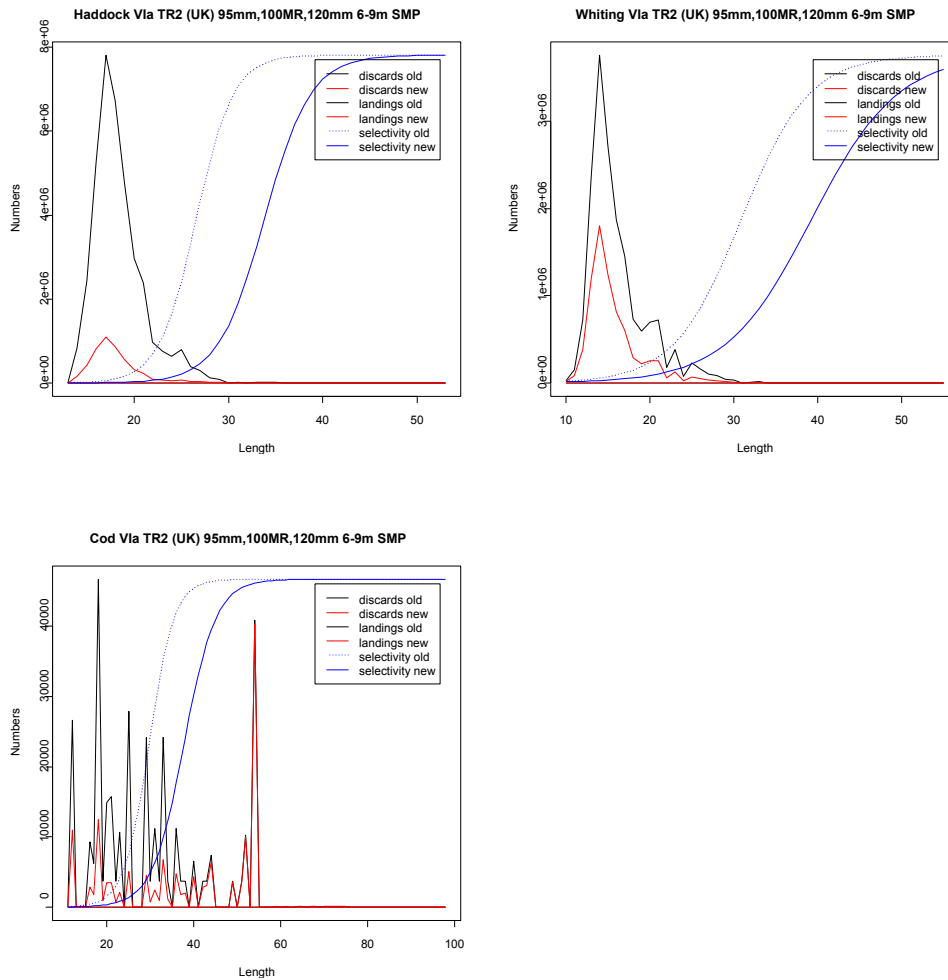 Haddock VIa TR2 (UK) 95mm,100MR,120mm 6-9m SMP
Numbers
0e+00
2e+06
4e+06
6e+06
8e+06
discards old
discards new
landings old
landings new
selectivity old
selectivity new
20
30
40
50
Length
Whiting VIa TR2 (UK) 95mm,100MR,120mm 6-9m SMP
Numbers
0e+00
1e+06
2e+06
3e+06
discards old
discards new
landings old
landings new
selectivity old
selectivity new
10
20
30
40
50
Length
Cod VIa TR2 (UK) 95mm,100MR,120mm 6-9m SMP
Numbers
0
10000
20000
30000
40000
discards old
discards new
landings old
landings new
selectivity old
selectivity new
20
40
60
80
100
Length